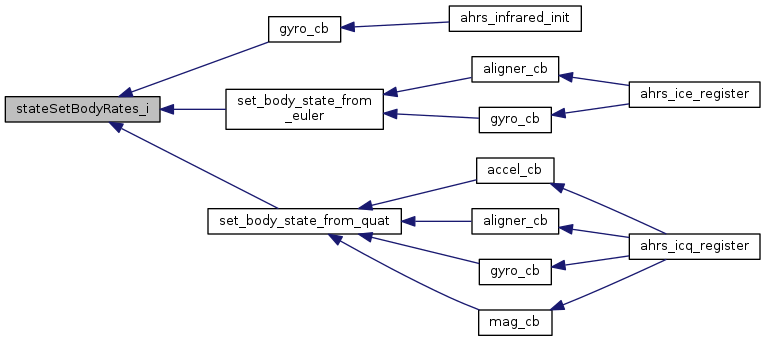 stateSetBodyRates_i
gyro_cb
ahrs_infrared_init
set_body_state_from
_euler
aligner_cb
gyro_cb
ahrs_ice_register
set_body_state_from_quat
accel_cb
aligner_cb
gyro_cb
mag_cb
ahrs_icq_register